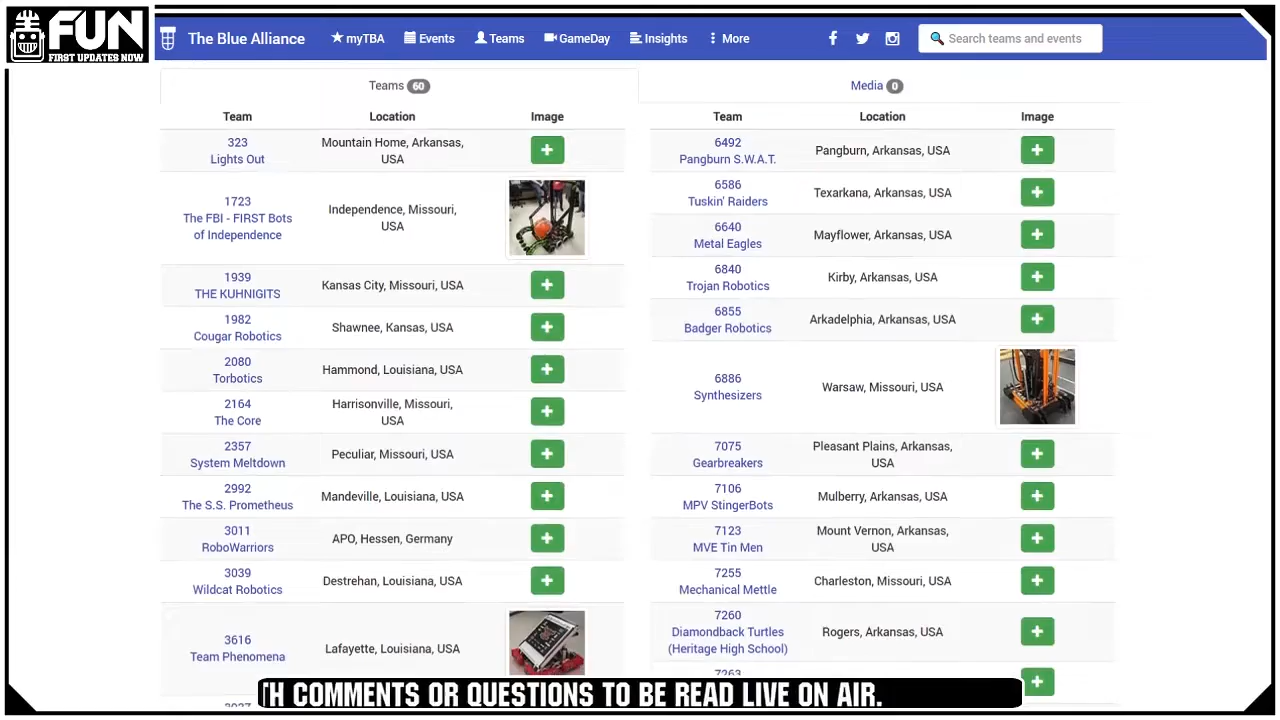 FUN
FIRST UPDATES NOW
The Blue Alliance
myTBA
Events
Teams
GameDay
Insights
More
Search teams and events
Teams 60
Media 0
Team Location Image
323
Lights Out
Mountain Home, Arkansas,
USA
1723
The FBI - FIRST Bots
of Independence
Independence, Missouri,
USA
1939
THE KUHNIGITS
Kansas City, Missouri, USA
1982
Cougar Robotics
Shawnee, Kansas, USA
2080
Torbotics
Hammond, Louisiana, USA
2164
The Core
Harrisonville, Missouri,
USA
2357
System Meltdown
Peculiar, Missouri, USA
2992
The S.S. Prometheus
Mandeville, Louisiana, USA
3011
RoboWarriors
APO, Hessen, Germany
3039
Wildcat Robotics
Destrehan, Louisiana, USA
3616
Team Phenomena
Lafayette, Louisiana, USA
Team Location Image
6492
Pangburn S.W.A.T.
Pangburn, Arkansas, USA
6586
Tuskin' Raiders
Texarkana, Arkansas, USA
6640
Metal Eagles
Mayflower, Arkansas, USA
6840
Trojan Robotics
Kirby, Arkansas, USA
6855
Badger Robotics
Arkadelphia, Arkansas, USA
6886
Synthesizers
Warsaw, Missouri, USA
7075
Gearbreakers
Pleasant Plains, Arkansas,
USA
7106
MPV StingerBots
Mulberry, Arkansas, USA
7123
MVE Tin Men
Mount Vernon, Arkansas,
USA
7255
Mechanical Mettle
Charleston, Missouri, USA
7260
Diamondback Turtles
(Heritage High School)
Rogers, Arkansas, USA
7263
TH COMMENTS OR QUESTIONS TO BE READ LIVE ON AIR.